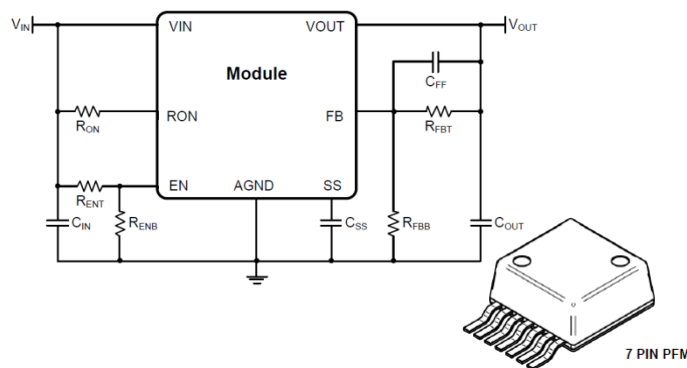 VIN VIN VOUT VOUT
Module
CFF
RON RON FB RFBT
RENT EN AGND SS
CIN RENB CSS RFBB COUT
7 PIN PFM